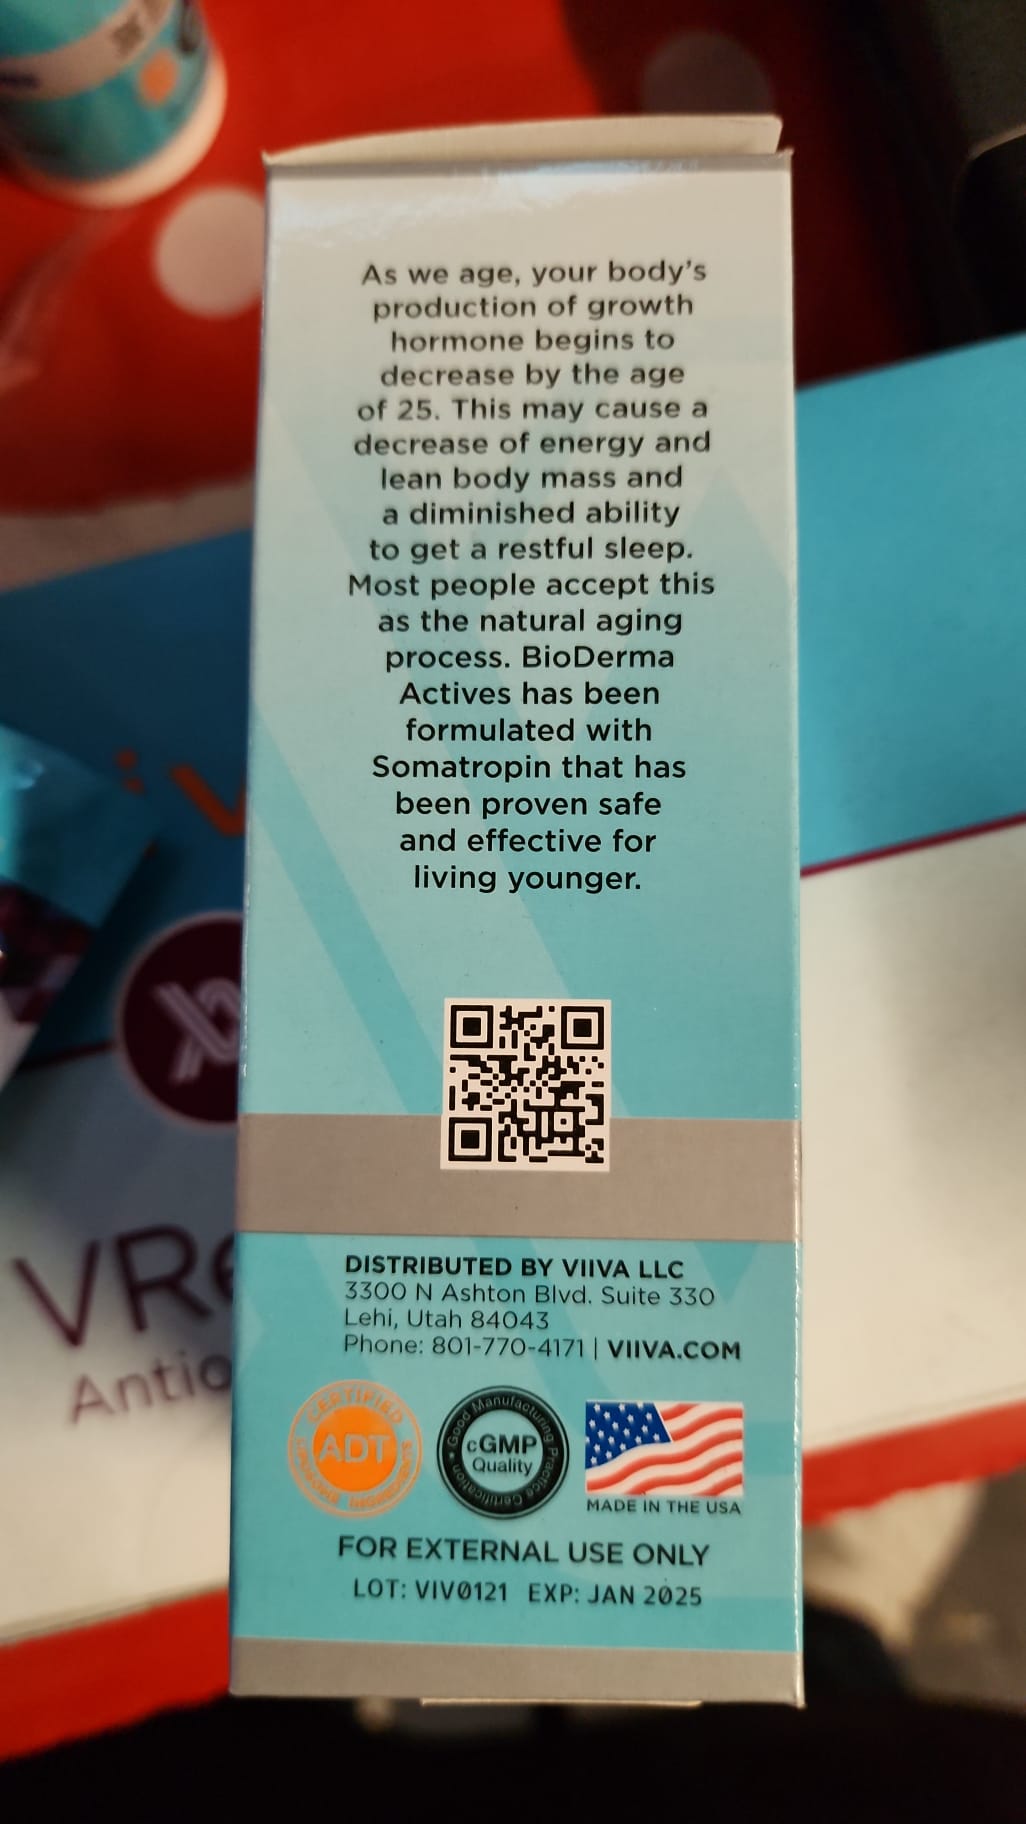 As we age, your body's
production of growth
hormone begins to
decrease by the age
of 25. This may cause a
decrease of energy and
lean body mass and
a diminished ability
to get a restful sleep.
Most people accept this
as the natural aging
process. BioDerma
Actives has been
formulated with
Somatropin that has
been proven safe
and effective for
living younger.
DISTRIBUTED BY VIIVA LLC
3300 N Ashton Blvd. Suite 330
Lehi, Utah 84043
Phone: 801-770-4171 | VIIVA.COM
CERTIFIED
ADT
Good Manufacturing Practice Certification
cGMP
Quality
MADE IN THE USA
FOR EXTERNAL USE ONLY
LOT: VIV0121 EXP: JAN 2025
VRe
Antio